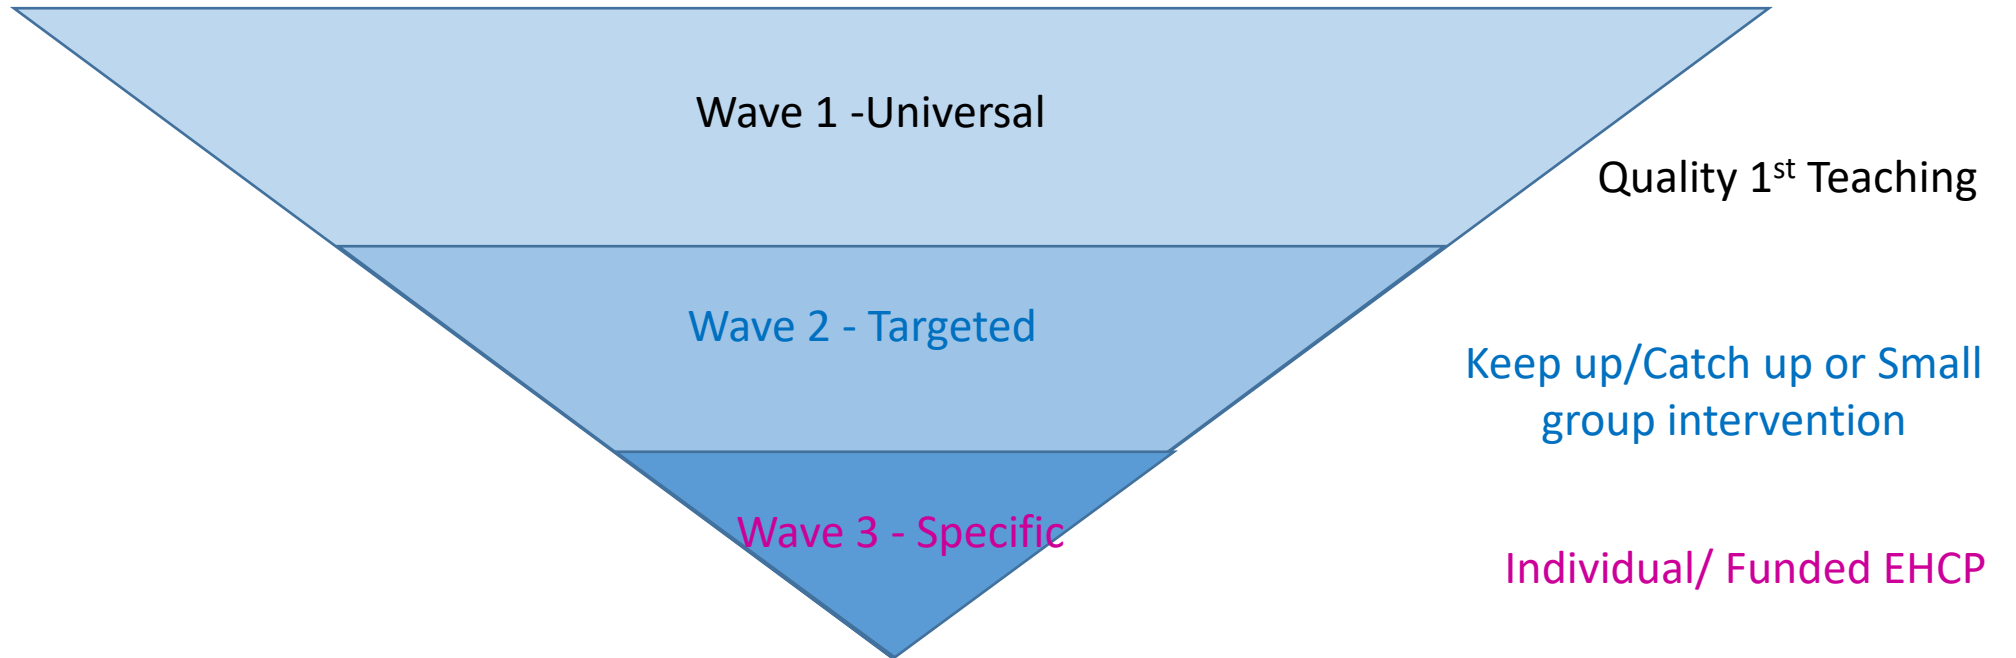 Wave 1 -Universal
Quality 1st Teaching
Wave 2 - Targeted
Keep up/Catch up or Small
group intervention
Wave 3 - Specific
Individual/ Funded EHCP